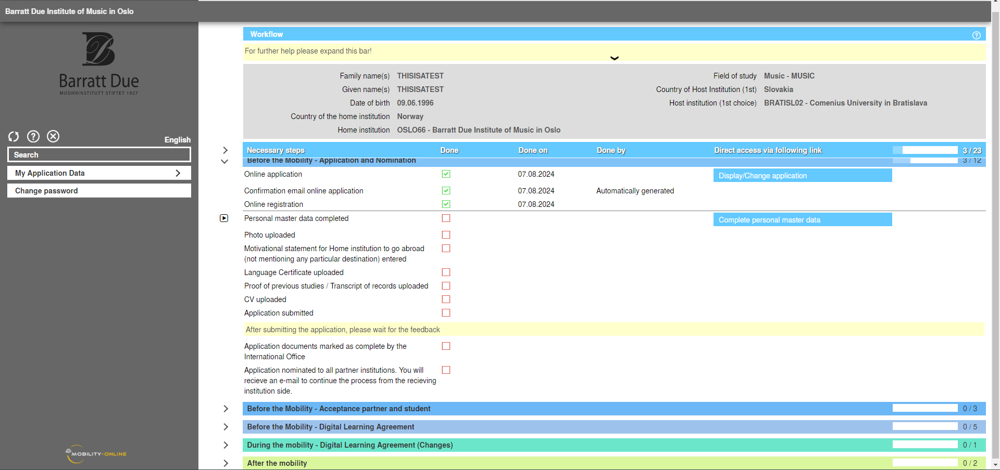 Barratt Due Institute of Music in Oslo
B
Barratt Due
MUSIKKINSTITUTT STIFTET 1927
English
Search
My Application Data
Change password
MOBILITY-ONLINE
Workflow
For further help please expand this bar!
Family name(s) THISISATEST
Given name(s) THISISATEST
Date of birth 09.06.1996
Country of the home institution Norway
Home institution OSLO66 - Barratt Due Institute of Music in Oslo
Field of study Music - MUSIC
Country of Host Institution (1st) Slovakia
Host institution (1st choice) BRATISL02 - Comenius University in Bratislava
Necessary steps Done Done on Done by Direct access via following link 3 / 23
Before the Mobility - Application and Nomination 3 / 12
Online application 07.08.2024 Display/Change application
Confirmation email online application 07.08.2024 Automatically generated
Online registration 07.08.2024
Personal master data completed Complete personal master data
Photo uploaded
Motivational statement for Home institution to go abroad
(not mentioning any particular destination) entered
Language Certificate uploaded
Proof of previous studies / Transcript of records uploaded
CV uploaded
Application submitted
After submitting the application, please wait for the feedback
Application documents marked as complete by the
International Office
Application nominated to all partner institutions. You will
recieve an e-mail to continue the process from the recieving
institution side.
Before the Mobility - Acceptance partner and student 0 / 3
Before the Mobility - Digital Learning Agreement 0 / 5
During the mobility - Digital Learning Agreement (Changes) 0 / 1
After the mobility 0 / 2